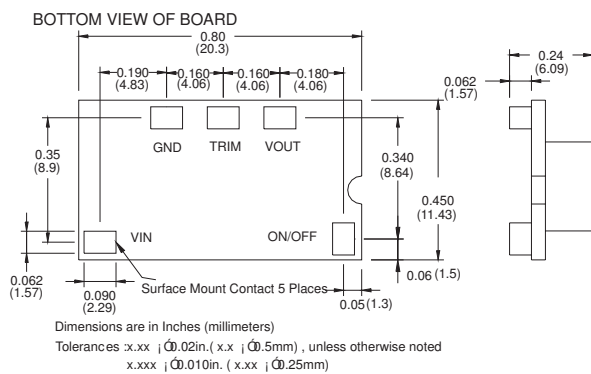 BOTTOM VIEW OF BOARD
0.80
(20.3)
0.24
(6.09)
0.190
(4.83)
0.160
(4.06)
0.160
(4.06)
0.180
(4.06)
0.062
(1.57)
GND
TRIM
VOUT
0.35
(8.9)
0.340
(8.64)
0.450
(11.43)
VIN
ON/OFF
0.062
(1.57)
0.090
(2.29)
Surface Mount Contact 5 Places
0.05 (1.3)
0.06 (1.5)
Dimensions are in Inches (millimeters)
Tolerances :x.xx ¡Ó0.02in. ( x.x ¡Ó0.5mm) , unless otherwise noted
x.xxx ¡Ó0.010in. ( x.xx ¡Ó0.25mm)